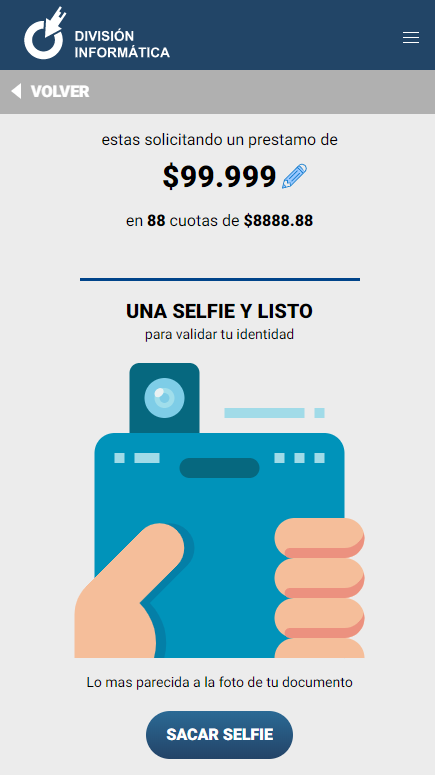 DIVISIÓN
INFORMÁTICA
VOLVER
estas solicitando un prestamo de
$99.999
en 88 cuotas de $8888.88
UNA SELFIE Y LISTO
para validar tu identidad
Lo mas parecida a la foto de tu documento
SACAR SELFIE